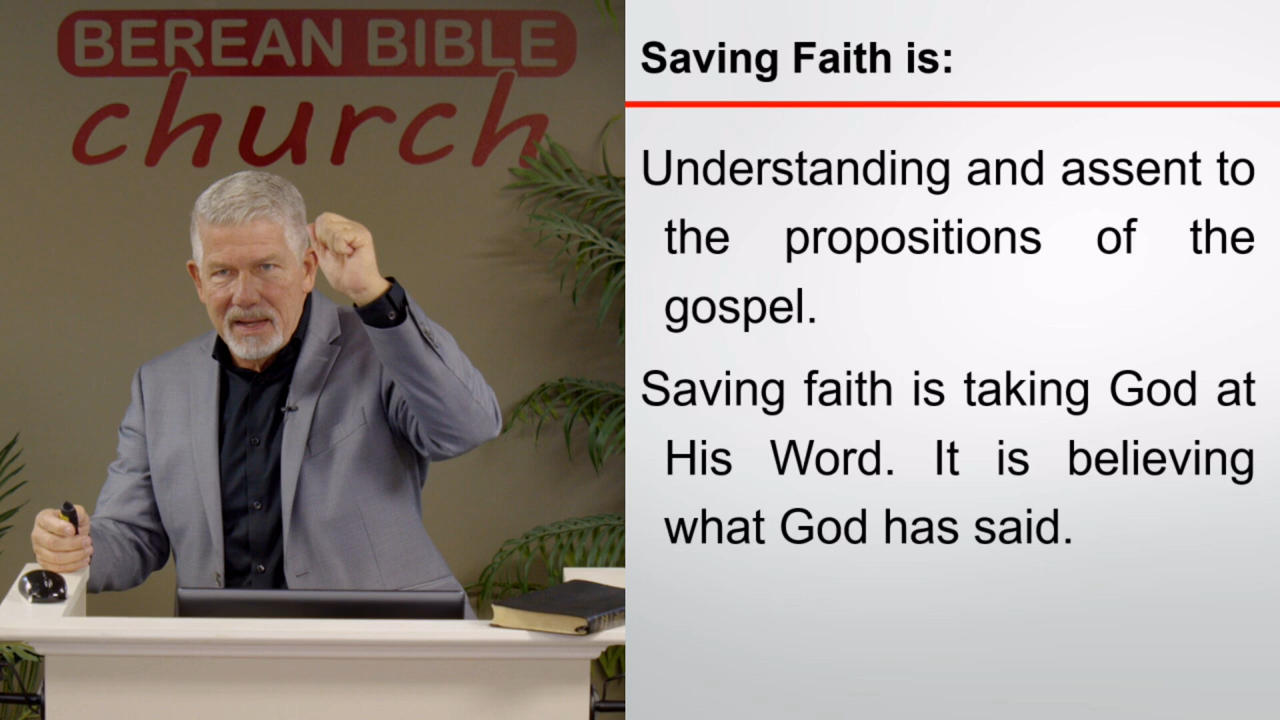 BEREAN BIBLE
church
Saving Faith is:
Understanding and assent to
the propositions of the
gospel.
Saving faith is taking God at
His Word. It is believing
what God has said.